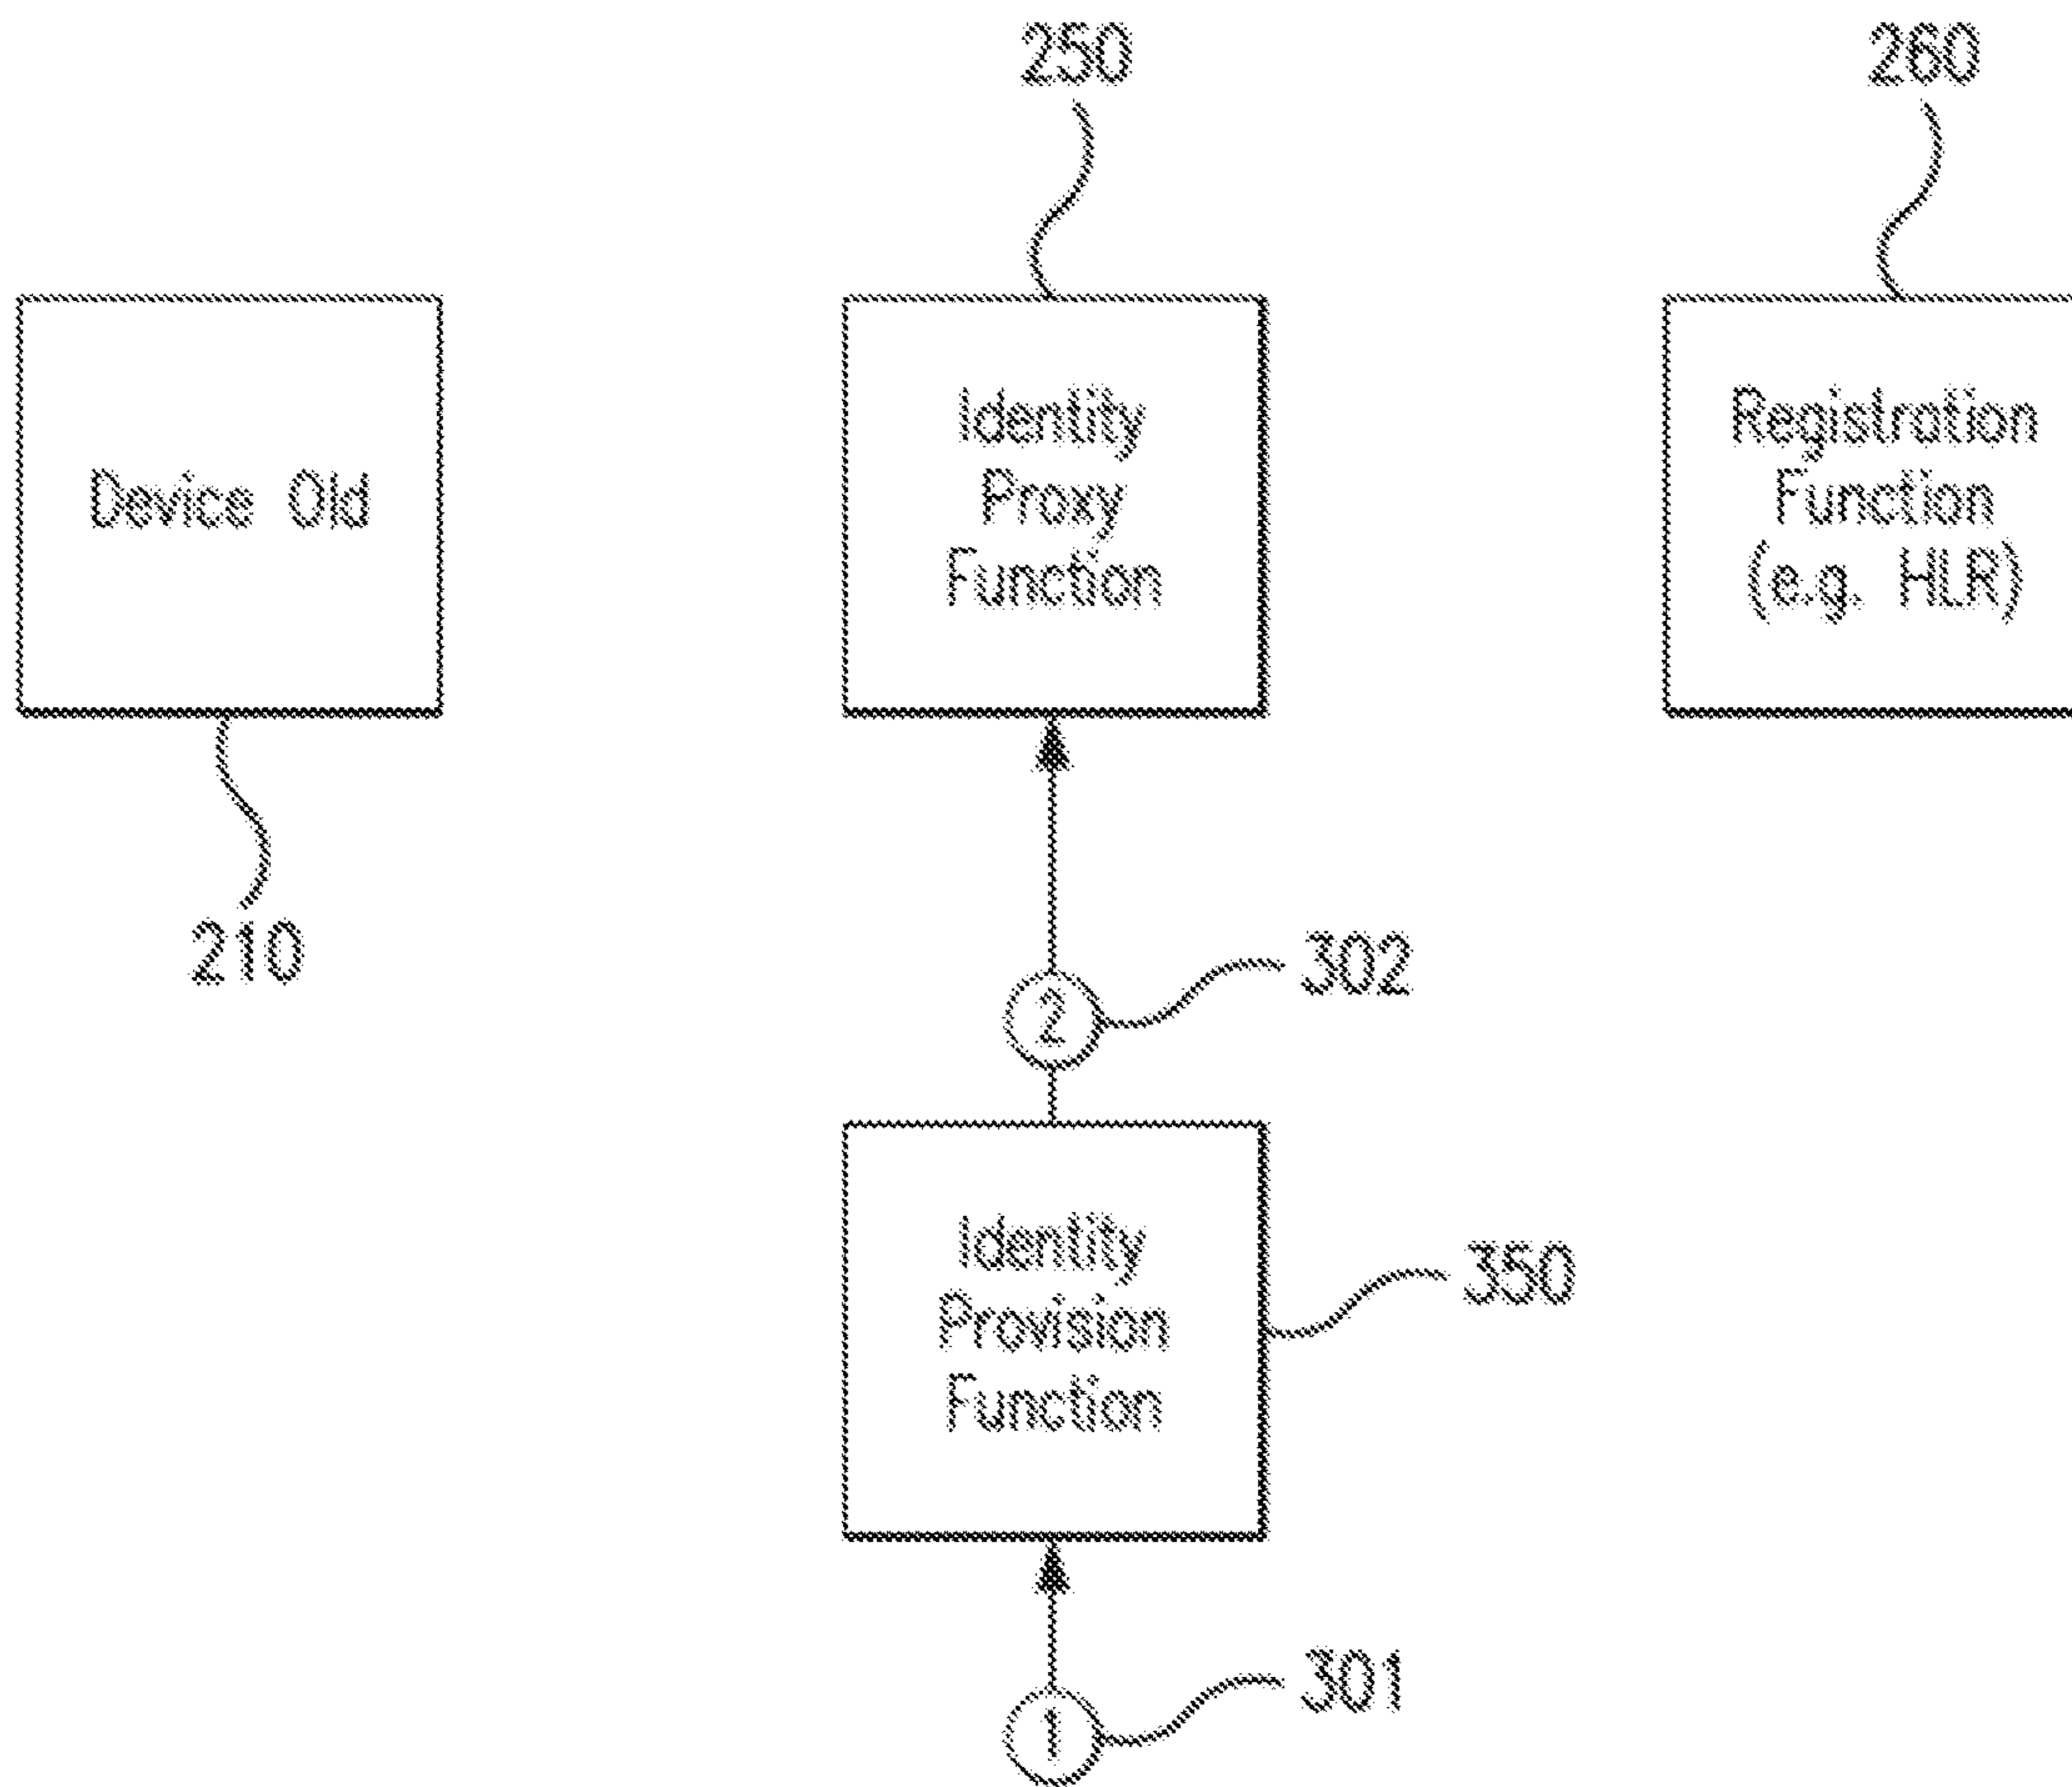 250
260
Device Old
Identity
Proxy
Function
Registration
Function
(e.g. HLR)
210
302
2
Identity
Provision
Function
350
301
1